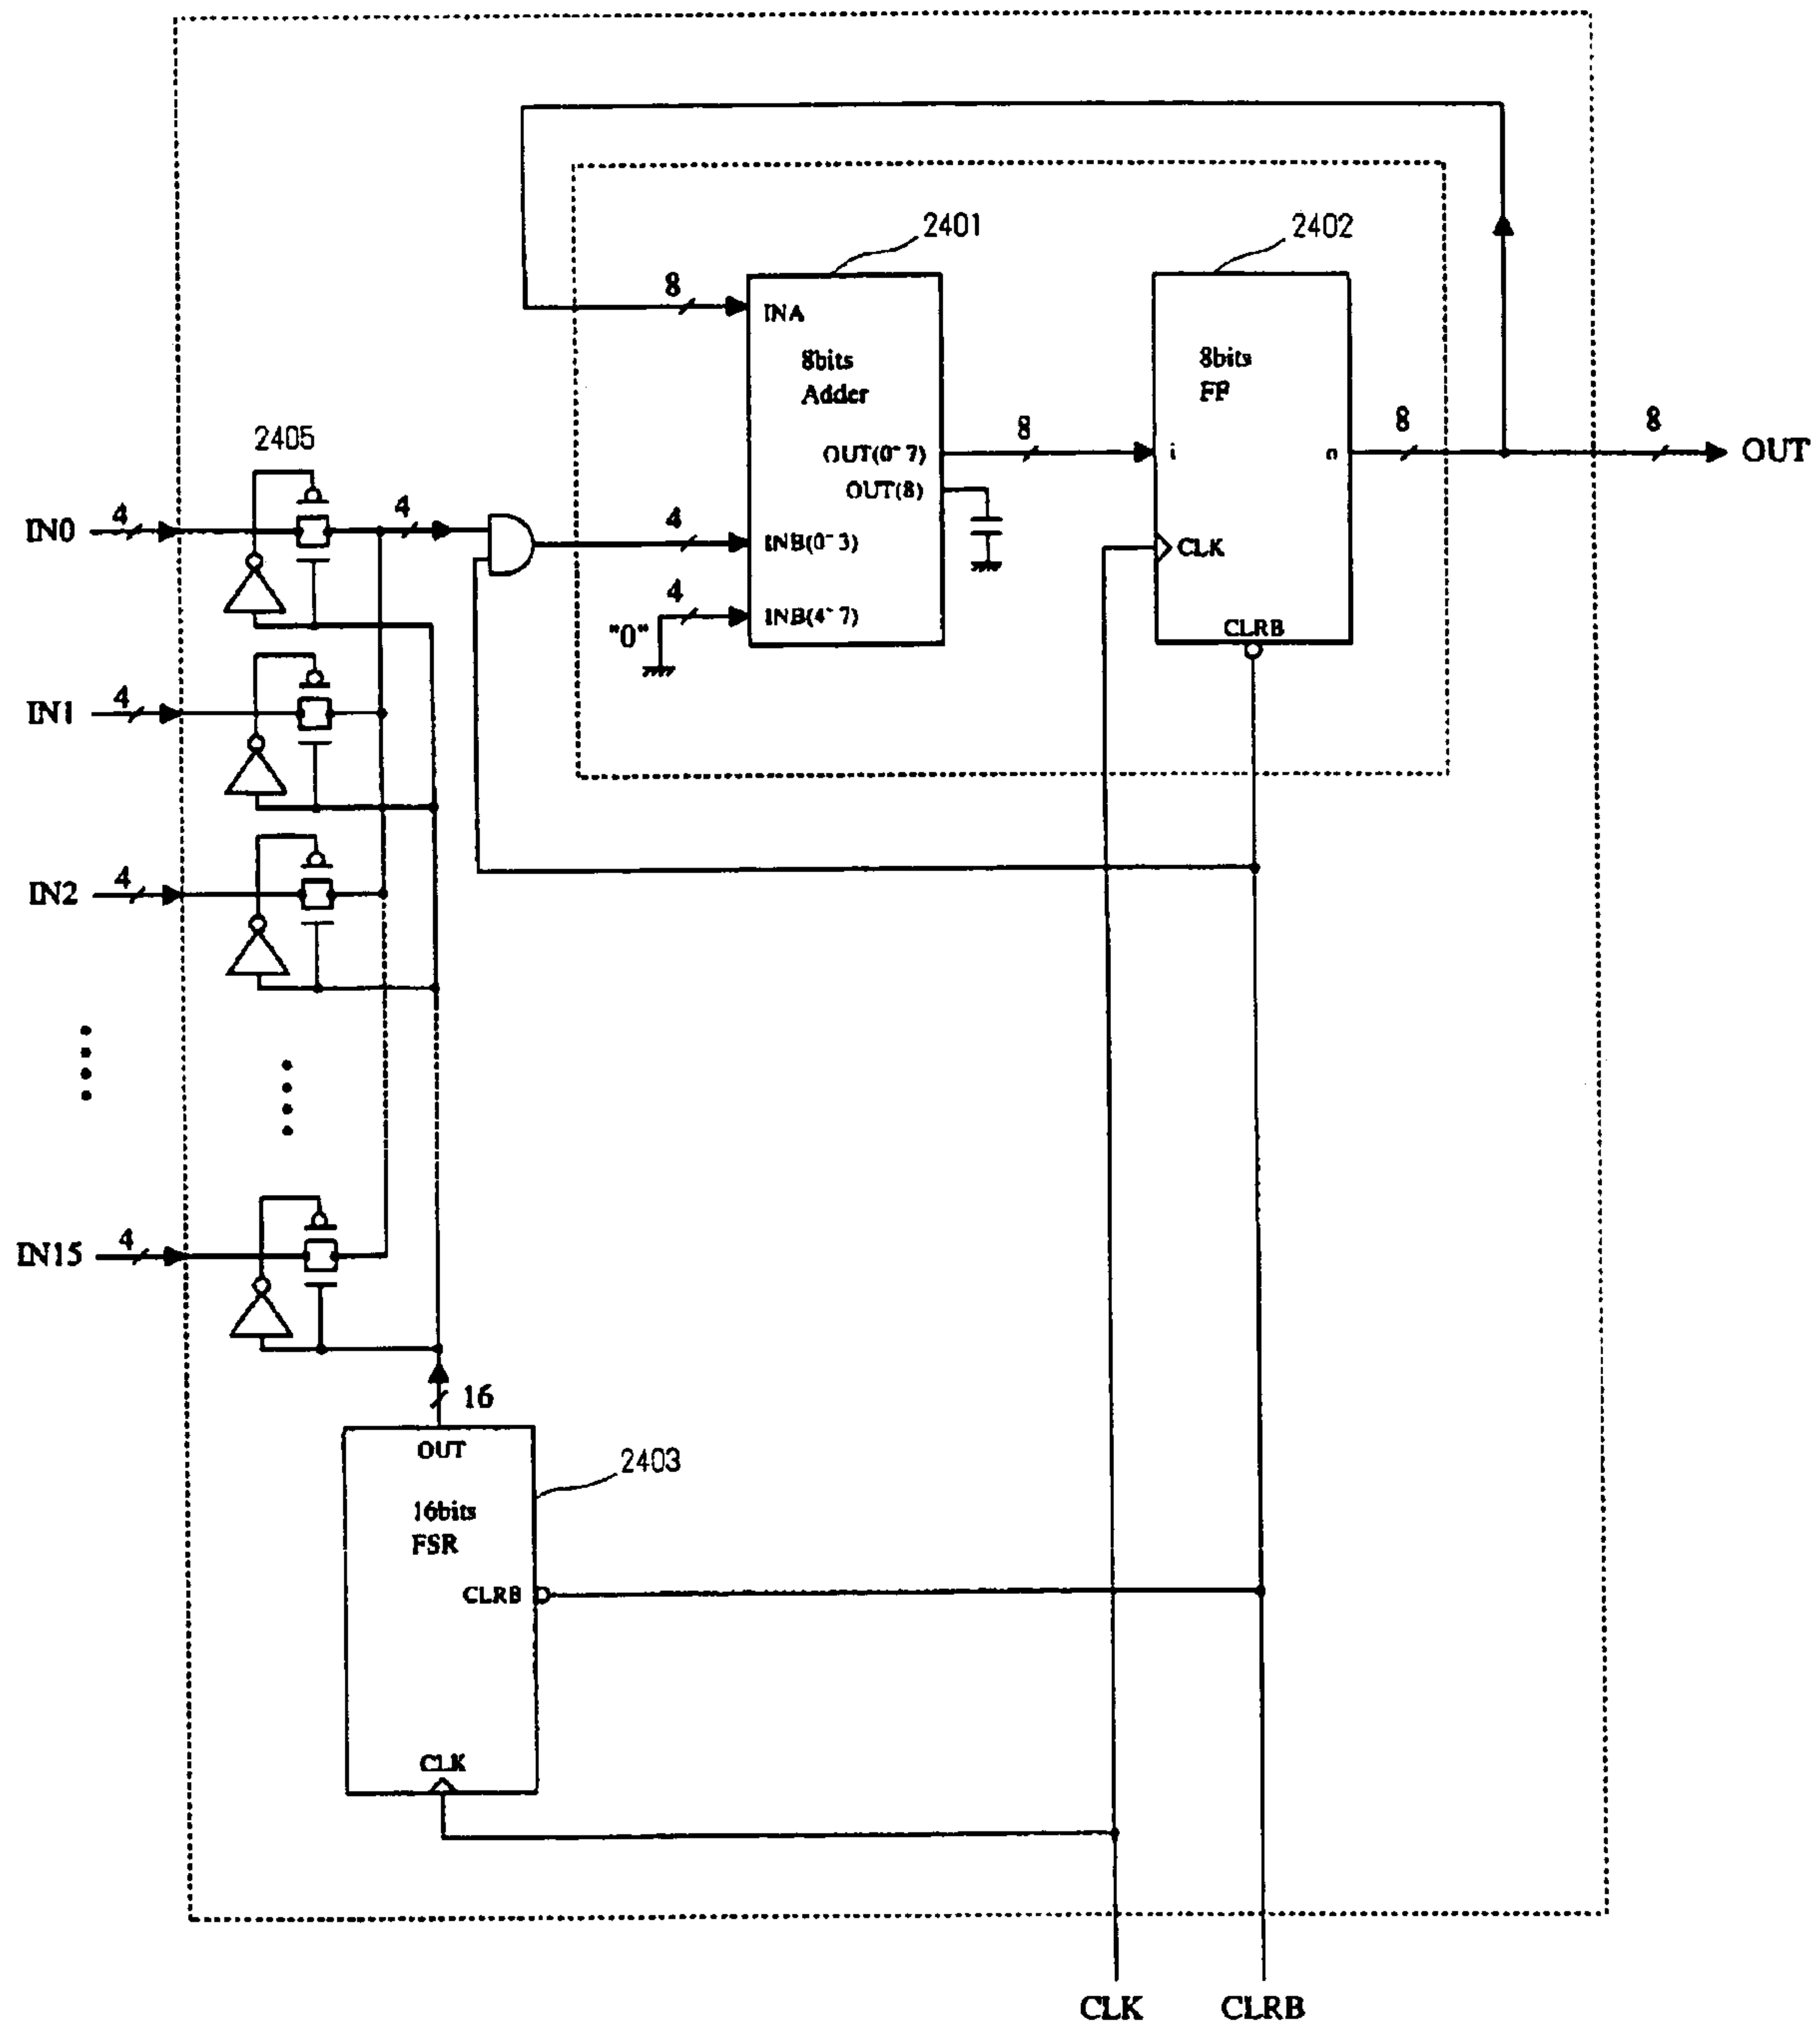 2401
2402
8
INA
8bits
Adder
8bits
FF
2405
OUT(0~7)
8
i
o
8
8
OUT
OUT(8)
IN0
4
4
4
INB(0~3)
CLK
4
"0"
INB(4~7)
CLRB
IN1
4
IN2
4
IN15
4
16
OUT
2403
16bits
FSR
CLRB
CLK
CLK
CLRB